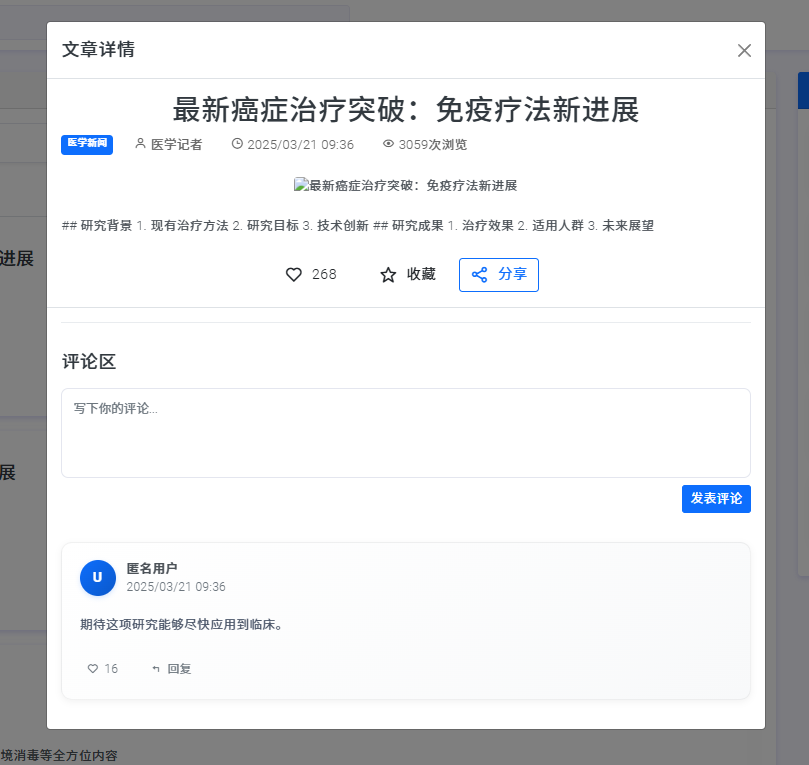 文章详情
最新癌症治疗突破：免疫疗法新进展
医学新闻 医学记者 2025/03/21 09:36 3059次浏览
最新癌症治疗突破：免疫疗法新进展
进展
## 研究背景 1. 现有治疗方法 2. 研究目标 3. 技术创新 ## 研究成果 1. 治疗效果 2. 适用人群 3. 未来展望
268 收藏 分享
评论区
写下你的评论...
展
发表评论
U
匿名用户
2025/03/21 09:36
期待这项研究能够尽快应用到临床。
16 回复
境消毒等全方位内容